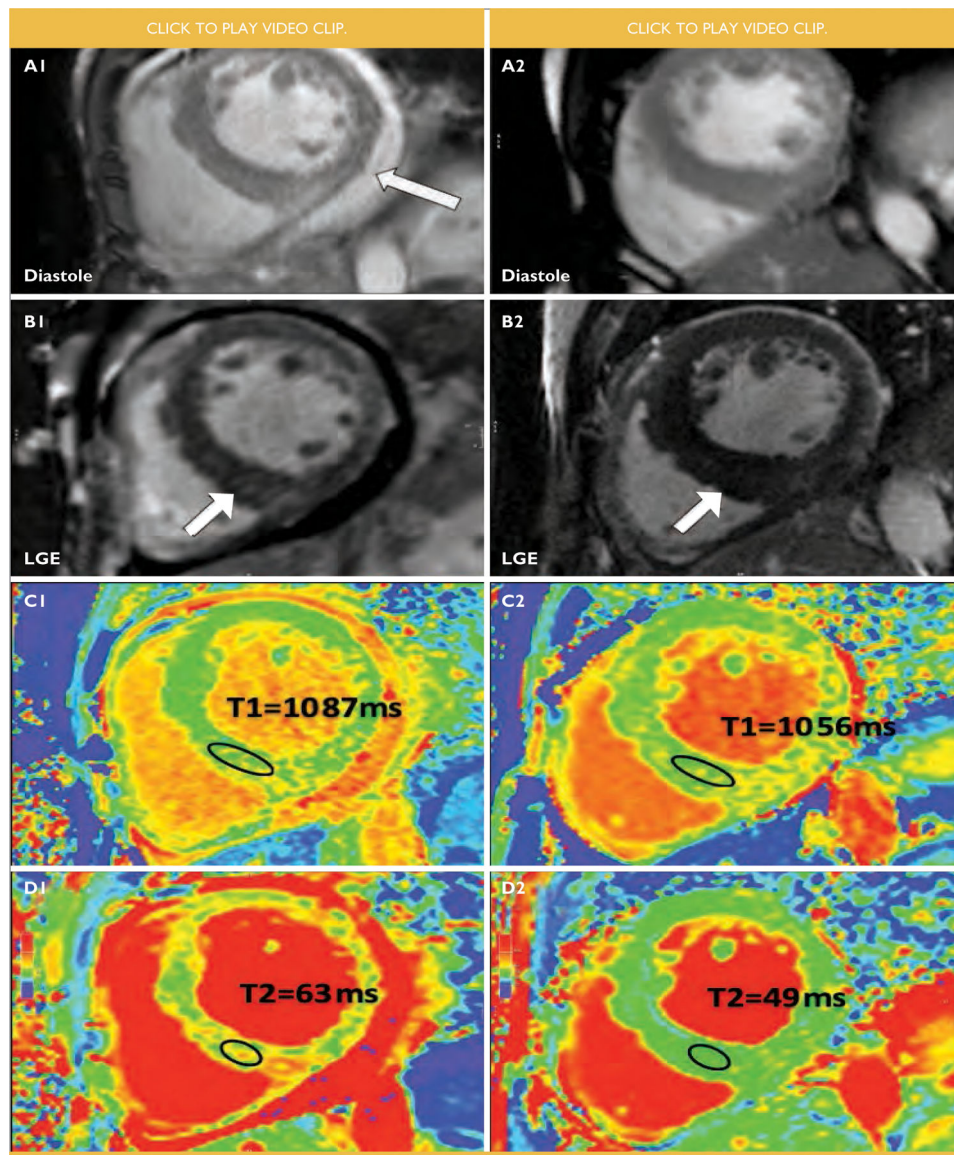 CLICK TO PLAY VIDEO CLIP.
CLICK TO PLAY VIDEO CLIP.
A1
Diastole
A2
Diastole
B1
LGE
B2
LGE
C1
T1=1087ms
C2
T1=1056ms
D1
T2=63ms
D2
T2=49ms